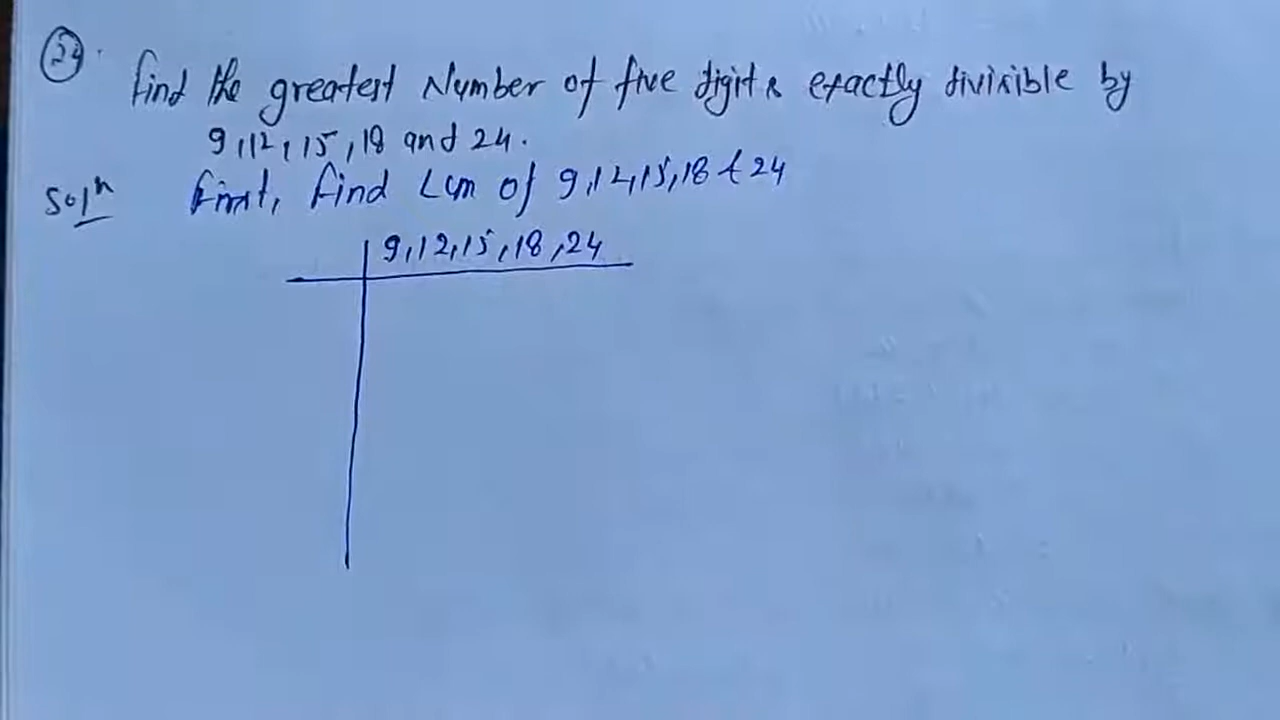 24.
find the greatest Number of five digits exactly divisible by
9,12,15,18 and 24.
Solⁿ First, find Lcm of 9,12,15,18 & 24
9,12,15,18,24